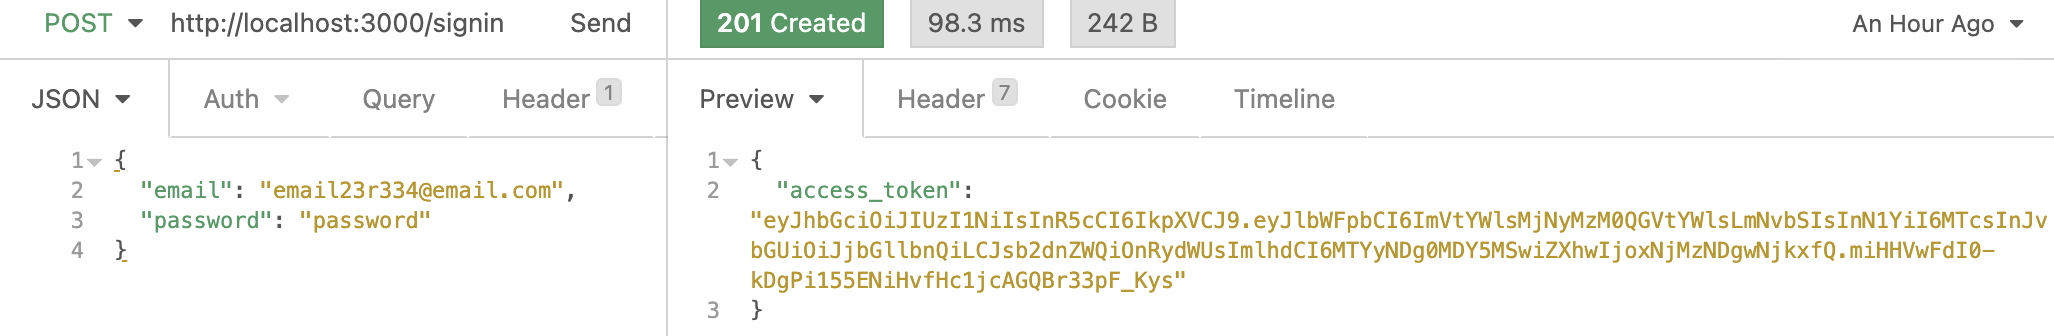 POST http://localhost:3000/signin Send 201 Created 98.3 ms 242 B An Hour Ago
JSON Auth Query Header 1 Preview Header 7 Cookie Timeline
1 {
2 "email": "email23r334@email.com",
3 "password": "password"
4 }
1 {
2 "access_token":
"eyJhbGciOiJIUzI1NiIsInR5cCI6IkpXVCJ9.eyJlbWFpbCI6ImVtYWlsMjNyMzM0QGVtYWlsLmNvbSIsInN1YiI6MTcsInJv
bGUiOiJjbGllbnQiLCJsb2dnZWQiOnRydWUsImlhdCI6MTYyNDg0MDY5MSwiZXhwIjoxNjMzNDgwNjkxfQ.miHHVwFdI0-
kDgPi155ENiHvfHc1jcAGQBr33pF_Kys"
3 }